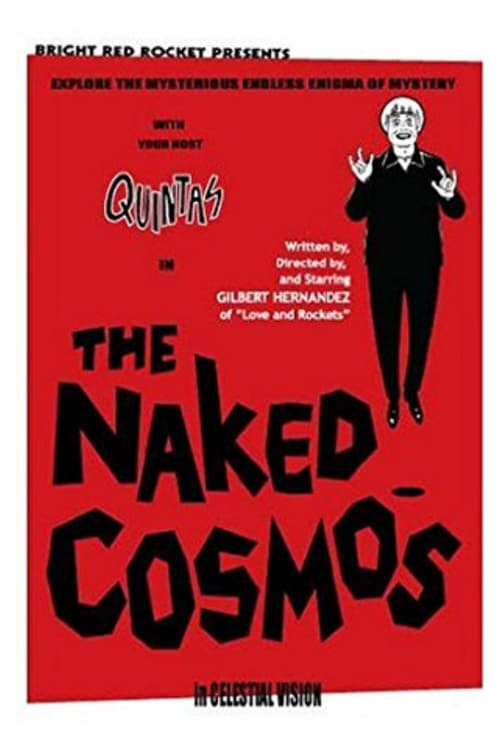 BRIGHT RED ROCKET PRESENTS
EXPLORE THE MYSTERIOUS ENDLESS ENIGMA OF MYSTERY
WITH
YOUR HOST
QUINTAS
IN
Written by,
Directed by,
and Starring
GILBERT HERNANDEZ
of "Love and Rockets"
THE
NAKED
COSMOS
in CELESTIAL VISION